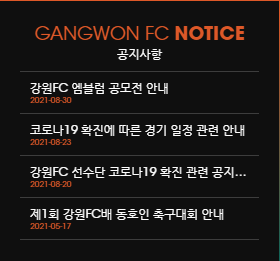 GANGWON FC NOTICE
공지사항
강원FC 엠블럼 공모전 안내
2021-08-30
코로나19 확진에 따른 경기 일정 관련 안내
2021-08-23
강원FC 선수단 코로나19 확진 관련 공지...
2021-08-20
제1회 강원FC배 동호인 축구대회 안내
2021-05-17